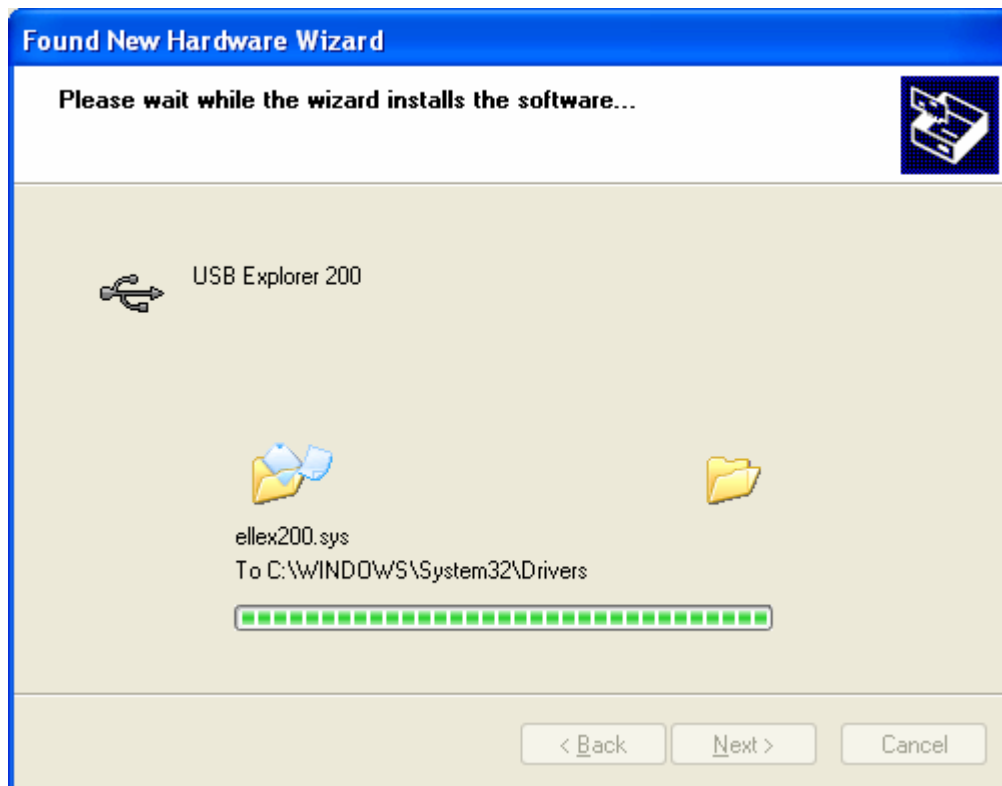 Found New Hardware Wizard
Please wait while the wizard installs the software...
USB Explorer 200
ellex200.sys
To C:\WINDOWS\System32\Drivers
< Back
Next >
Cancel